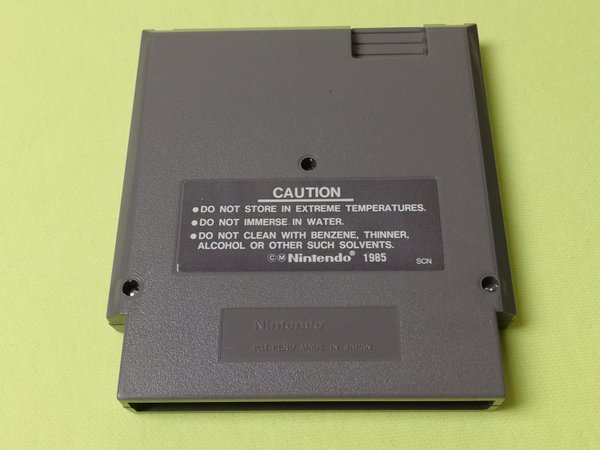 CAUTION
●DO NOT STORE IN EXTREME TEMPERATURES.
●DO NOT IMMERSE IN WATER.
●DO NOT CLEAN WITH BENZENE, THINNER,
ALCOHOL OR OTHER SUCH SOLVENTS.
©Ⓜ Nintendo® 1985
SCN
Nintendo®
PAT. PEND. MADE IN JAPAN